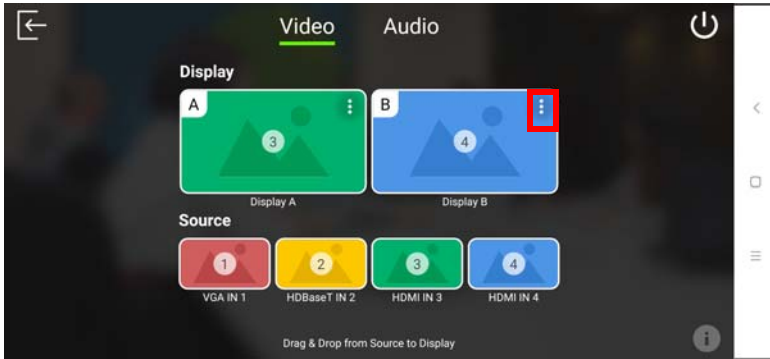 Video Audio
Display
A 3 B 4
Display A Display B
Source
1 2 3 4
VGA IN 1 HDBaseT IN 2 HDMI IN 3 HDMI IN 4
Drag & Drop from Source to Display
i